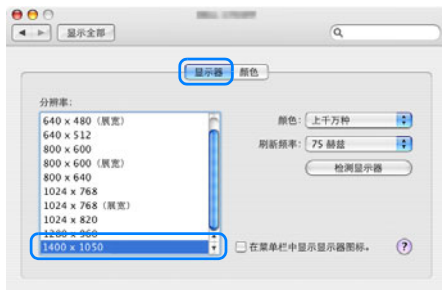 显示全部
显示器 颜色
分辨率:
640 x 480（展宽）
640 x 512
800 x 600
800 x 600（展宽）
800 x 640
1024 x 768
1024 x 768（展宽）
1024 x 820
1280 x 960
1400 x 1050
颜色: 上千万种
刷新频率: 75 赫兹
检测显示器
在菜单栏中显示显示器图标。
?